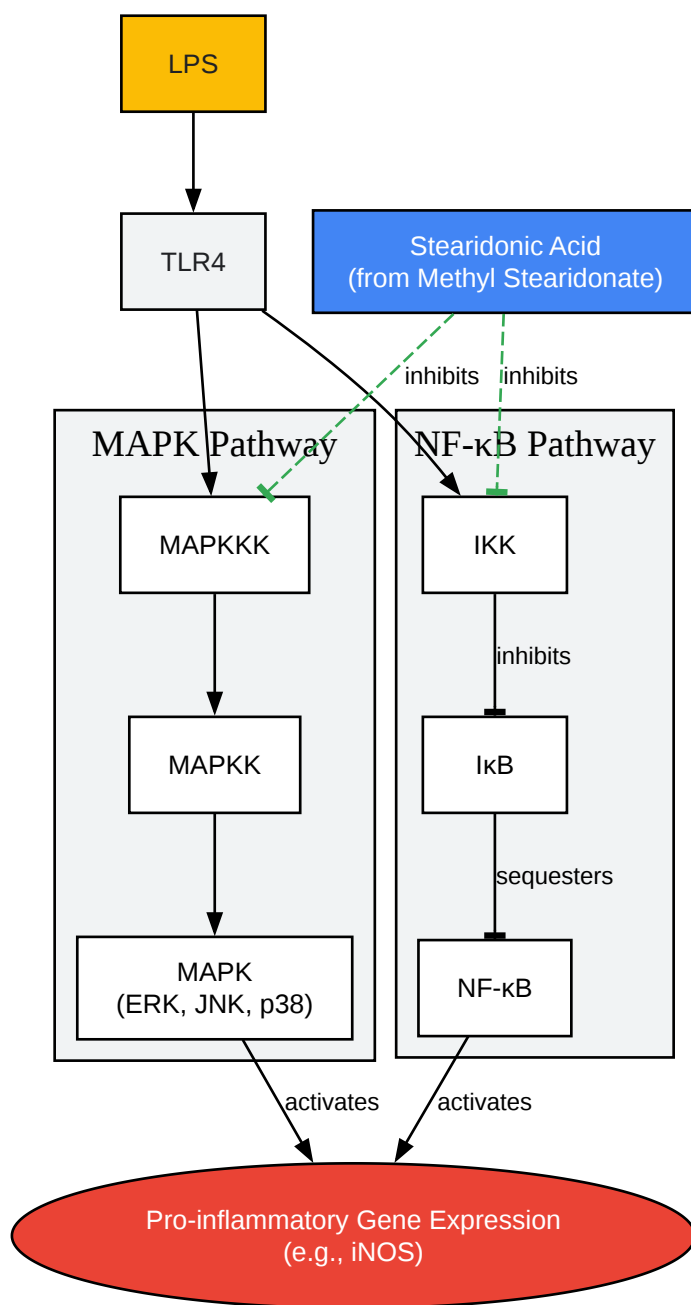 LPS
TLR4
Stearidonic Acid
(from Methyl Stearidonate)
inhibits
inhibits
MAPK Pathway
NF-κB Pathway
MAPKKK
IKK
inhibits
MAPKK
IκB
sequesters
MAPK
(ERK, JNK, p38)
NF-κB
activates
activates
Pro-inflammatory Gene Expression
(e.g., iNOS)